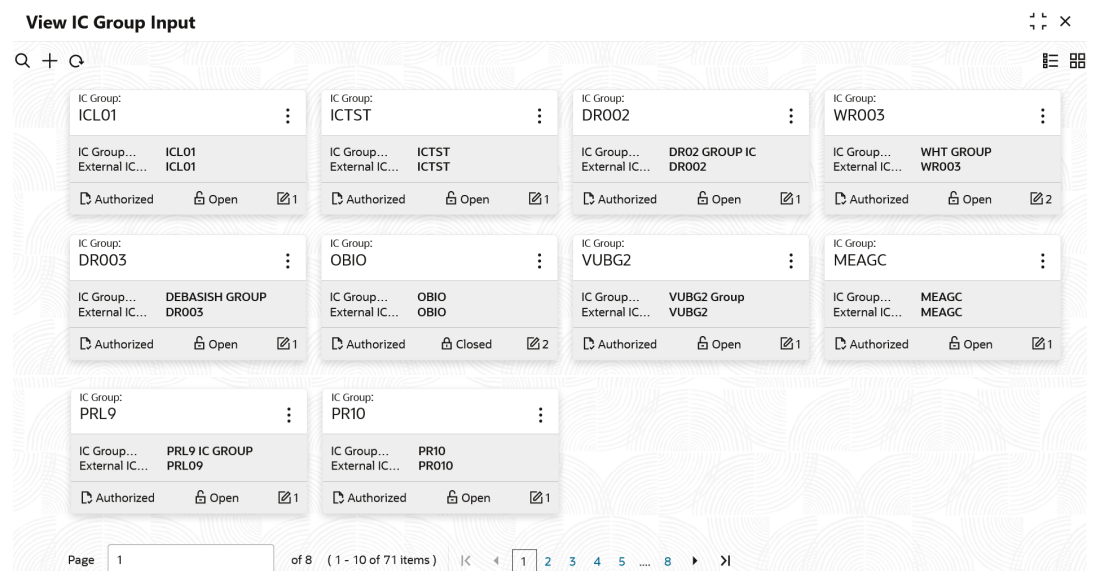 View IC Group Input
IC Group: IC Group: IC Group: IC Group:
ICL01 ICTST DR002 WR003
IC Group... ICL01 IC Group... ICTST IC Group... DR02 GROUP IC IC Group... WHT GROUP
External IC... ICL01 External IC... ICTST External IC... DR002 External IC... WR003
Authorized Open 1 Authorized Open 1 Authorized Open 1 Authorized Open 2
IC Group: IC Group: IC Group: IC Group:
DR003 OBIO VUBG2 MEAGC
IC Group... DEBASISH GROUP IC Group... OBIO IC Group... VUBG2 Group IC Group... MEAGC
External IC... DR003 External IC... OBIO External IC... VUBG2 External IC... MEAGC
Authorized Open 1 Authorized Closed 2 Authorized Open 1 Authorized Open 1
IC Group: IC Group:
PRL9 PR10
IC Group... PRL9 IC GROUP IC Group... PR10
External IC... PRL09 External IC... PR010
Authorized Open 1 Authorized Open 1
Page 1 of 8 ( 1 - 10 of 71 items ) 1 2 3 4 5 .... 8